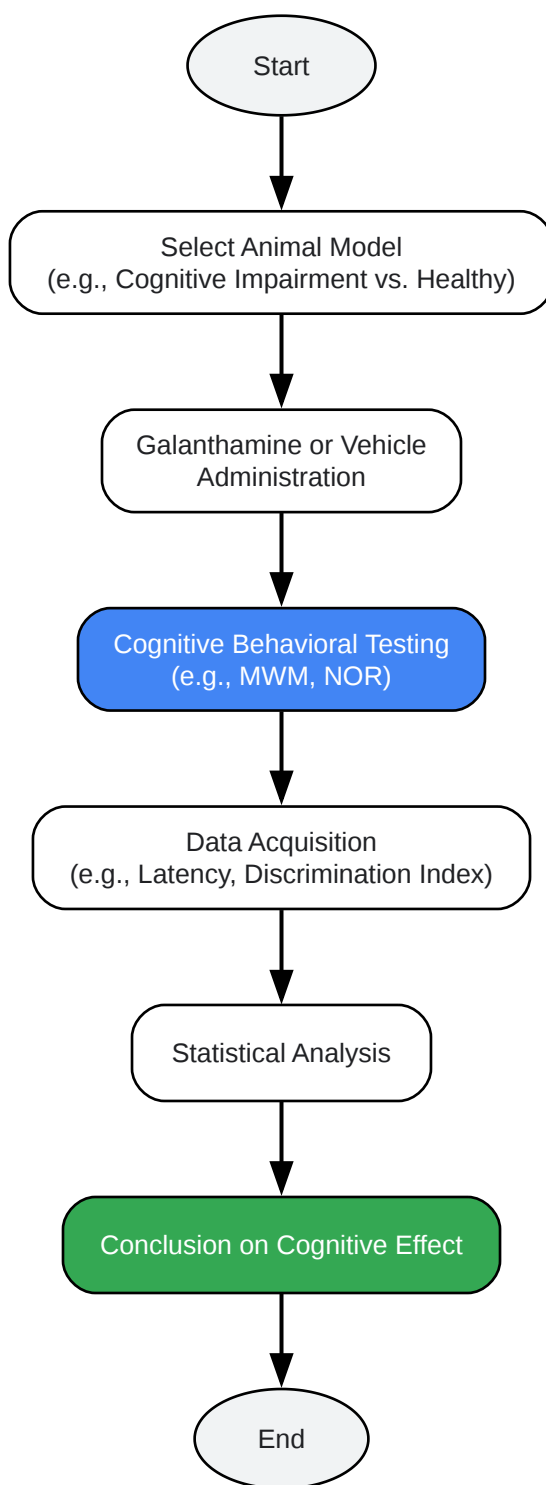 Start
Select Animal Model
(e.g., Cognitive Impairment vs. Healthy)
Galanthamine or Vehicle
Administration
Cognitive Behavioral Testing
(e.g., MWM, NOR)
Data Acquisition
(e.g., Latency, Discrimination Index)
Statistical Analysis
Conclusion on Cognitive Effect
End